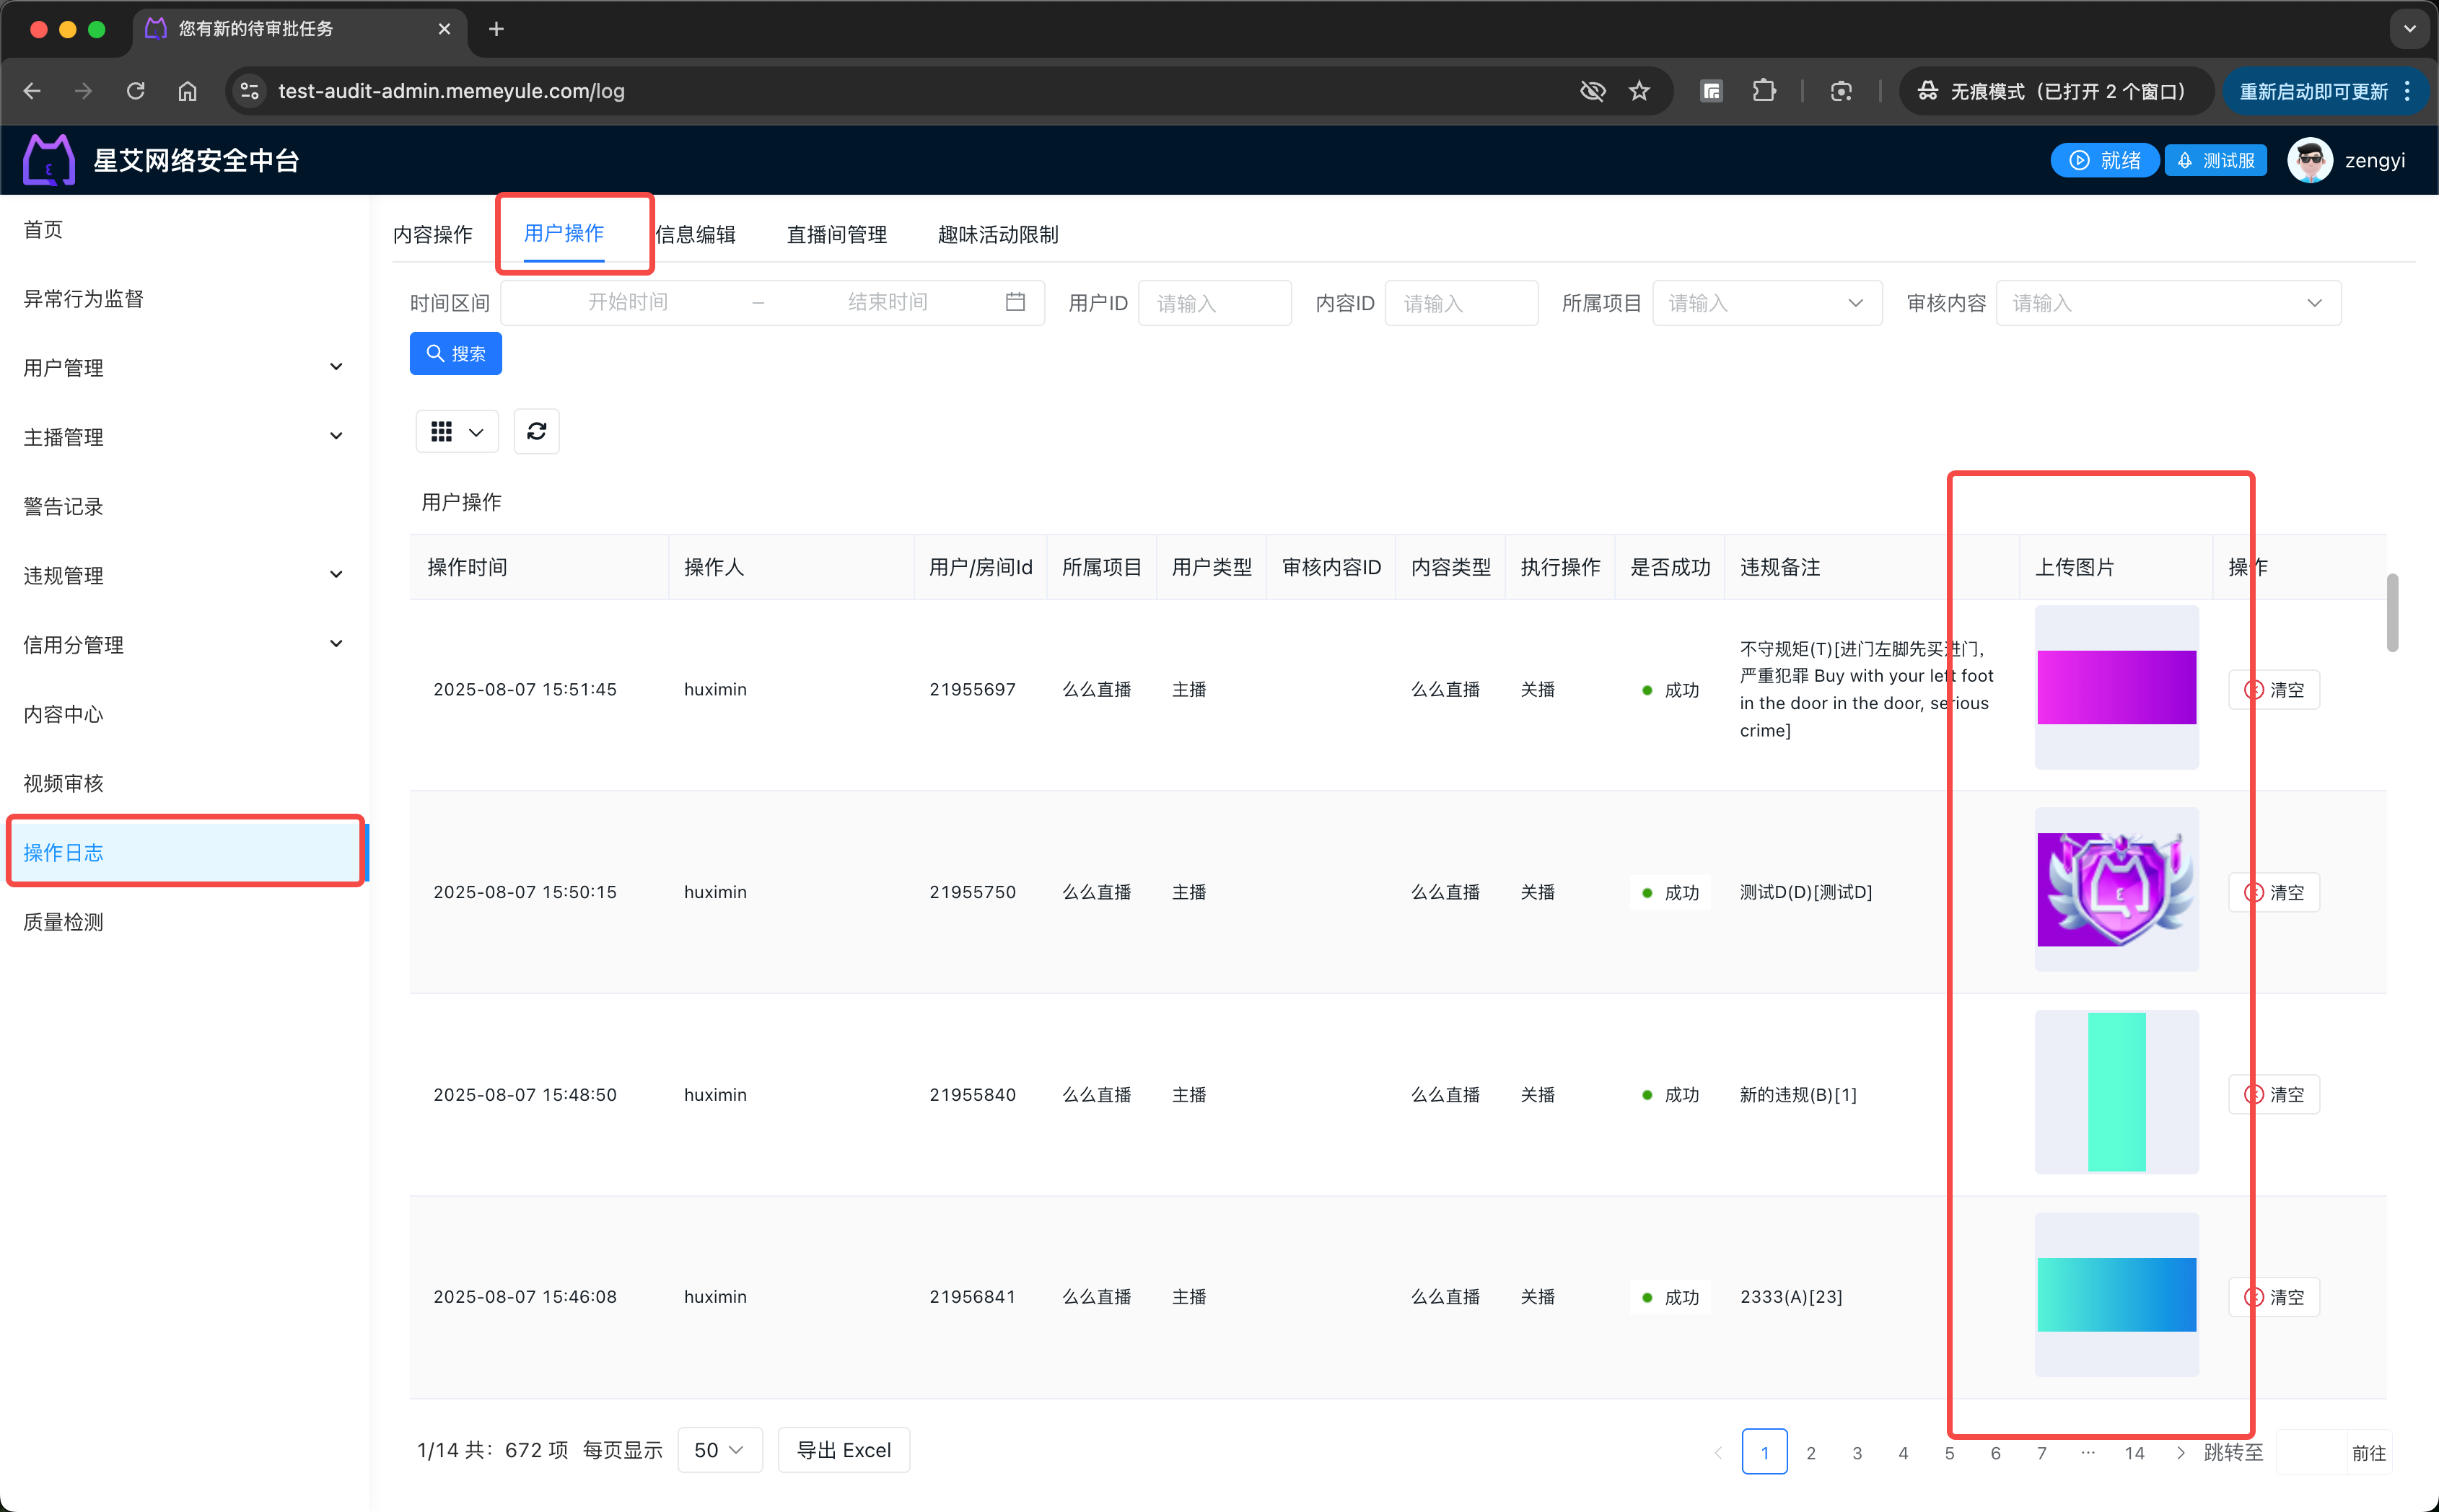 您有新的待审批任务
test-audit-admin.memeyule.com/log
无痕模式（已打开 2 个窗口）
重新启动即可更新
星艾网络安全中台
就绪
测试服
zengyi
首页
异常行为监督
用户管理
主播管理
警告记录
违规管理
信用分管理
内容中心
视频审核
操作日志
质量检测
内容操作 用户操作 信息编辑 直播间管理 趣味活动限制
时间区间 开始时间 – 结束时间 用户ID 请输入 内容ID 请输入 所属项目 请输入 审核内容 请输入
搜索
用户操作
操作时间 操作人 用户/房间Id 所属项目 用户类型 审核内容ID 内容类型 执行操作 是否成功 违规备注 上传图片 操作
2025-08-07 15:51:45 huximin 21955697 么么直播 主播 么么直播 关播 成功 不守规矩(T)[进门左脚先买进门,
严重犯罪 Buy with your left foot
in the door in the door, serious
crime]
清空
2025-08-07 15:50:15 huximin 21955750 么么直播 主播 么么直播 关播 成功 测试D(D)[测试D] 清空
2025-08-07 15:48:50 huximin 21955840 么么直播 主播 么么直播 关播 成功 新的违规(B)[1] 清空
2025-08-07 15:46:08 huximin 21956841 么么直播 主播 么么直播 关播 成功 2333(A)[23] 清空
1/14 共：672 项 每页显示 50 导出 Excel
1 2 3 4 5 6 7 ··· 14 跳转至 前往